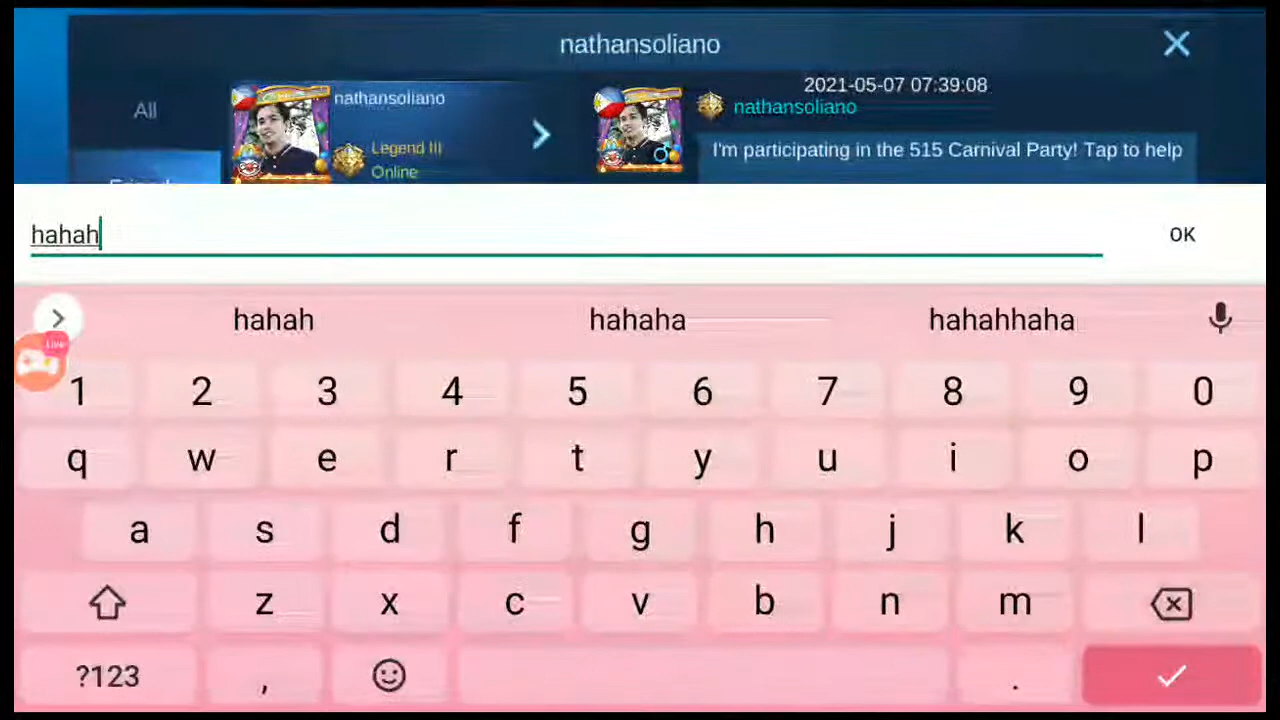 nathansoliano
2021-05-07 07:39:08
All
nathansoliano
nathansoliano
Legend III
Online
I'm participating in the 515 Carnival Party! Tap to help
hahah
OK
hahah hahaha hahahhaha
Live
1 2 3 4 5 6 7 8 9 0
q w e r t y u i o p
a s d f g h j k l
z x c v b n m
?123 , .